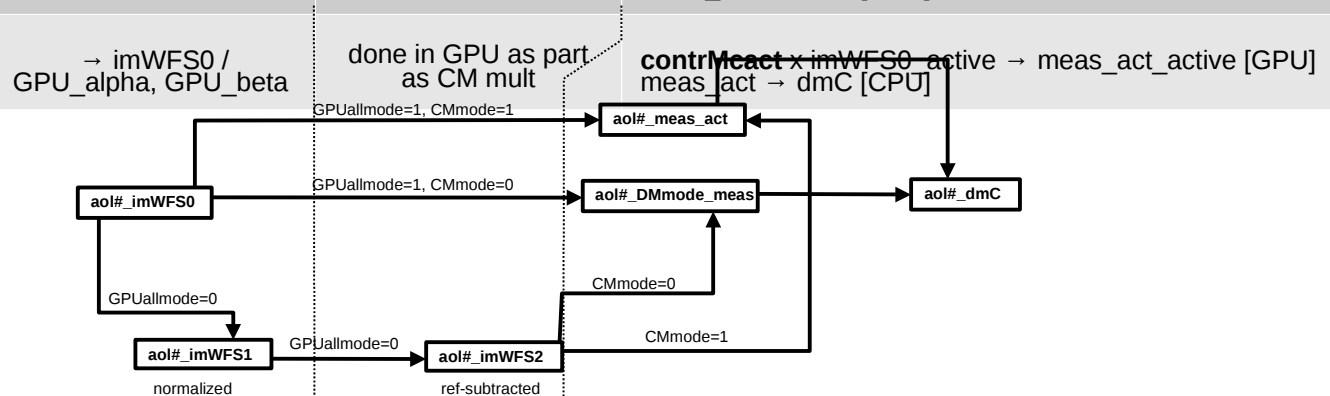 → imWFS0 /
GPU_alpha, GPU_beta
done in GPU as part
as CM mult
contrMcact x imWFS0_active → meas_act_active [GPU]
meas_act → dmC [CPU]
GPUallmode=1, CMmode=1
aol#_meas_act
GPUallmode=1, CMmode=0
aol#_imWFS0
aol#_DMmode_meas
aol#_dmC
GPUallmode=0
CMmode=0
CMmode=1
aol#_imWFS1
GPUallmode=0
aol#_imWFS2
normalized
ref-subtracted